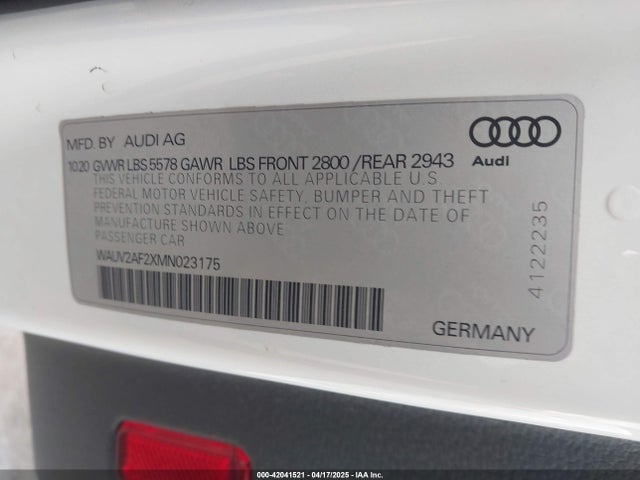 MFD. BY AUDI AG
10.20 GVWR LBS 5578 GAWR LBS FRONT 2800 /REAR 2943
THIS VEHICLE CONFORMS TO ALL APPLICABLE U.S.
FEDERAL MOTOR VEHICLE SAFETY, BUMPER AND THEFT
PREVENTION STANDARDS IN EFFECT ON THE DATE OF
MANUFACTURE SHOWN ABOVE.
PASSENGER CAR
WAUV2AF2XMN023175
Audi
4122235
GERMANY
000-42041521 - 04/17/2025 - IAA Inc.